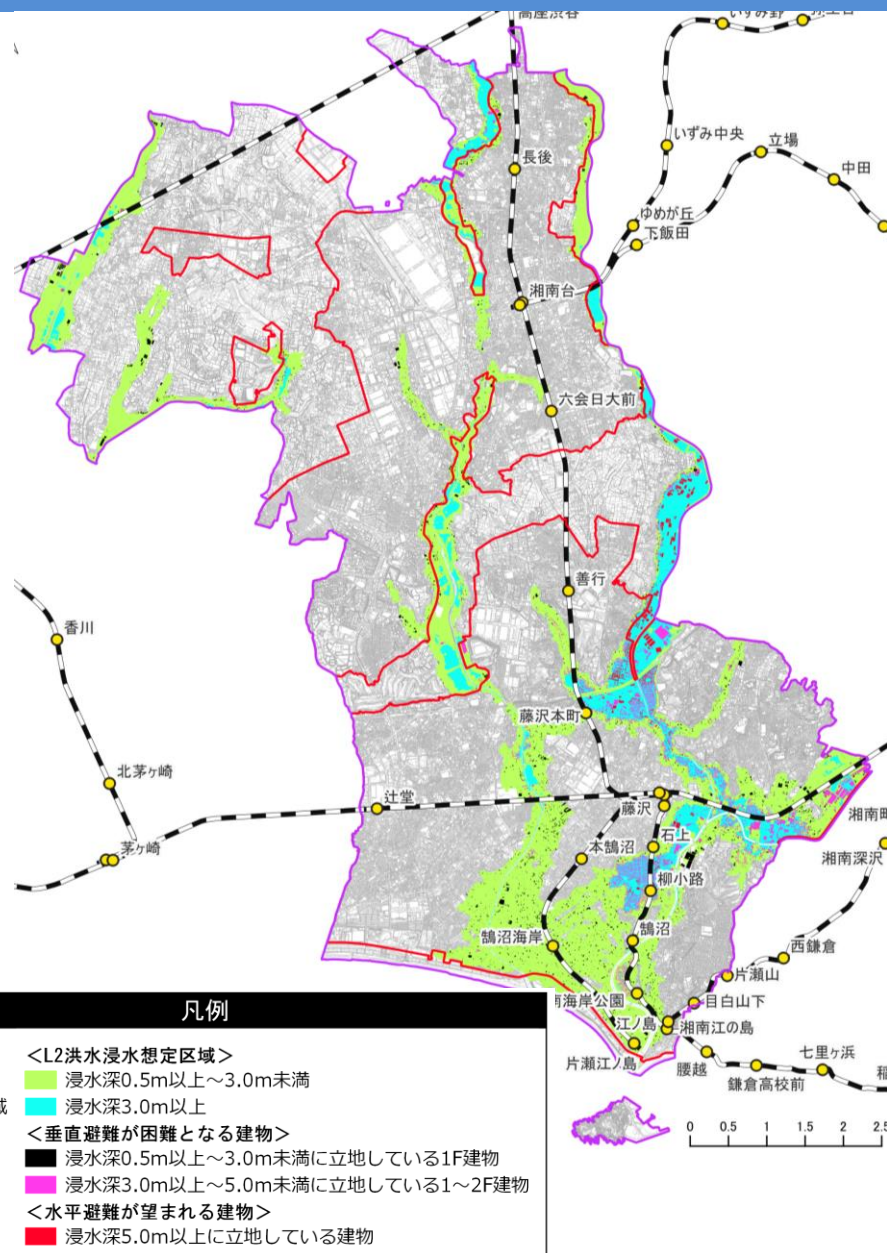 高座渋谷
いずみ野
弥生台
いずみ中央
立場
中田
長後
ゆめが丘
下飯田
湘南台
六会日大前
善行
香川
藤沢本町
北茅ヶ崎
辻堂
藤沢
湘南町
茅ヶ崎
石上
本鵠沼
湘南深沢
柳小路
鵠沼
鵠沼海岸
西鎌倉
片瀬山
南海岸公園
目白山下
江ノ島
湘南江の島
片瀬江ノ島
腰越
七里ヶ浜
鎌倉高校前
稲
0 0.5 1 1.5 2 2.5
凡例
<L2洪水浸水想定区域>
浸水深0.5m以上～3.0m未満
域
浸水深3.0m以上
<垂直避難が困難となる建物>
浸水深0.5m以上～3.0m未満に立地している1F建物
浸水深3.0m以上～5.0m未満に立地している1～2F建物
<水平避難が望まれる建物>
浸水深5.0m以上に立地している建物